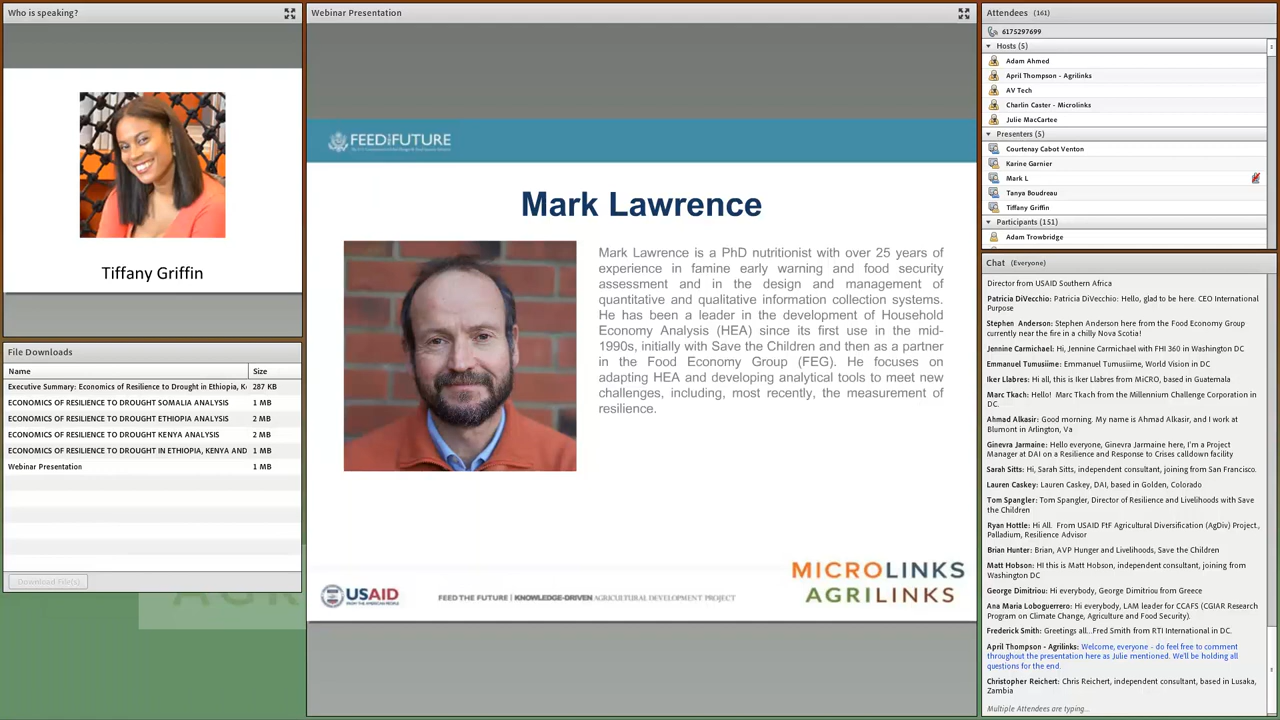 Who is speaking?
Tiffany Griffin
File Downloads
Name Size
Executive Summary: Economics of Resilience to Drought in Ethiopia, K 287 KB
ECONOMICS OF RESILIENCE TO DROUGHT SOMALIA ANALYSIS 1 MB
ECONOMICS OF RESILIENCE TO DROUGHT ETHIOPIA ANALYSIS 2 MB
ECONOMICS OF RESILIENCE TO DROUGHT KENYA ANALYSIS 2 MB
ECONOMICS OF RESILIENCE TO DROUGHT IN ETHIOPIA, KENYA AND 1 MB
Webinar Presentation 1 MB
Download File(s)
Webinar Presentation
FEED THE FUTURE
Mark Lawrence
Mark Lawrence is a PhD nutritionist with over 25 years of
experience in famine early warning and food security
assessment and in the design and management of
quantitative and qualitative information collection systems.
He has been a leader in the development of Household
Economy Analysis (HEA) since its first use in the mid-
1990s, initially with Save the Children and then as a partner
in the Food Economy Group (FEG). He focuses on
adapting HEA and developing analytical tools to meet new
challenges, including, most recently, the measurement of
resilience.
USAID
FROM THE AMERICAN PEOPLE
FEED THE FUTURE | KNOWLEDGE-DRIVEN AGRICULTURAL DEVELOPMENT PROJECT
MICROLINKS
AGRILINKS
Attendees (161)
6175297699
Hosts (5)
Adam Ahmed
April Thompson - Agrilinks
AV Tech
Charlin Caster - Microlinks
Julie MacCartee
Presenters (5)
Courtenay Cabot Venton
Karine Garnier
Mark L
Tanya Boudreau
Tiffany Griffin
Participants (151)
Adam Trowbridge
Chat (Everyone)
Director from USAID Southern Africa
Patricia DiVecchio: Patricia DiVecchio: Hello, glad to be here. CEO International
Purpose
Stephen Anderson: Stephen Anderson here from the Food Economy Group
currently near the fire in a chilly Nova Scotia!
Jennine Carmichael: Hi, Jennine Carmichael with FHI 360 in Washington DC
Emmanuel Tumusiime: Emmanuel Tumusiime, World Vision in DC
Iker Llabres: Hi all, this is Iker Llabres from MiCRO, based in Guatemala
Marc Tkach: Hello! Marc Tkach from the Millennium Challenge Corporation in
DC.
Ahmad Alkasir: Good morning. My name is Ahmad Alkasir, and I work at
Blumont in Arlington, Va
Ginevra Jarmaine: Hello everyone, Ginevra Jarmaine here, I'm a Project
Manager at DAI on a Resilience and Response to Crises calldown facility
Sarah Sitts: Hi, Sarah Sitts, independent consultant, joining from San Francisco.
Lauren Caskey: Lauren Caskey, DAI, based in Golden, Colorado
Tom Spangler: Tom Spangler, Director of Resilience and Livelihoods with Save
the Children
Ryan Hottle: Hi All. From USAID FtF Agricultural Diversification (AgDiv) Project.,
Palladium, Resilience Advisor
Brian Hunter: Brian, AVP Hunger and Livelihoods, Save the Children
Matt Hobson: HI this is Matt Hobson, independent consultant, joining from
Washington DC
George Dimitriou: Hi everybody, George Dimitriou from Greece
Ana Maria Loboguerrero: Hi everybody, LAM leader for CCAFS (CGIAR Research
Program on Climate Change, Agriculture and Food Security).
Frederick Smith: Greetings all...Fred Smith from RTI International in DC.
April Thompson - Agrilinks: Welcome, everyone - do feel free to comment
throughout the presentation here as Julie mentioned. We'll be holding all
questions for the end.
Christopher Reichert: Chris Reichert, independent consultant, based in Lusaka,
Zambia
Multiple Attendees are typing...